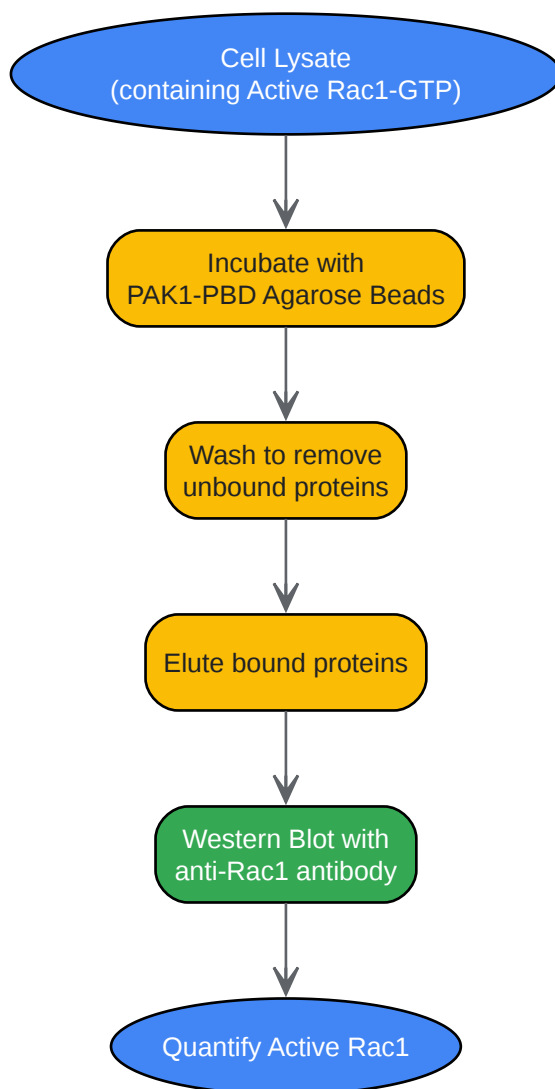 Cell Lysate
(containing Active Rac1-GTP)
Incubate with
PAK1-PBD Agarose Beads
Wash to remove
unbound proteins
Elute bound proteins
Western Blot with
anti-Rac1 antibody
Quantify Active Rac1